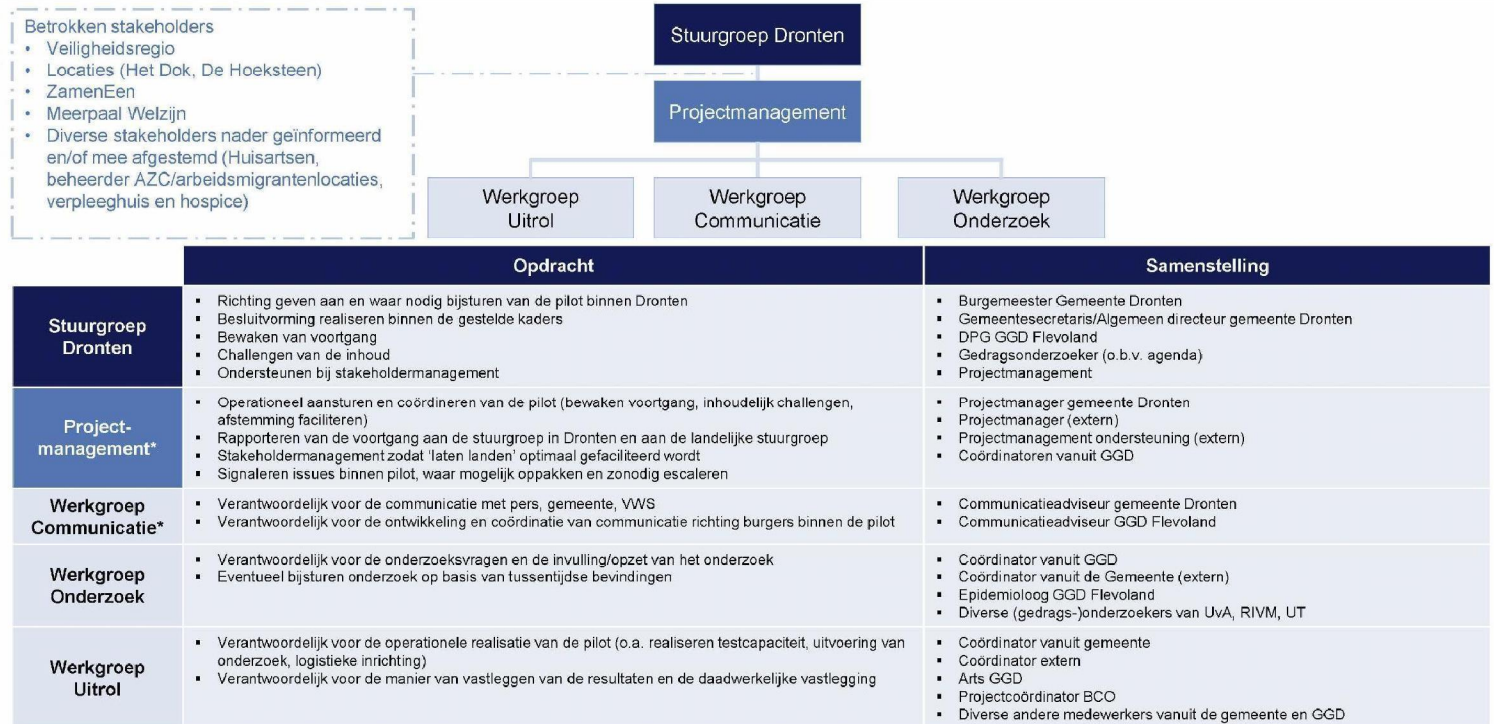 Betrokken stakeholders
• Veiligheidsregio
• Locaties (Het Dok, De Hoeksteen)
• ZamenEen
• Meerpaal Welzijn
• Diverse stakeholders nader geïnformeerd
en/of mee afgestemd (Huisartsen,
beheerder AZC/arbeidsmigrantenlocaties,
verpleeghuis en hospice)
Stuurgroep Dronten
Projectmanagement
Werkgroep
Uitrol
Werkgroep
Communicatie
Werkgroep
Onderzoek
Opdracht
Samenstelling
Stuurgroep
Dronten
▪ Richting geven aan en waar nodig bijsturen van de pilot binnen Dronten
▪ Besluitvorming realiseren binnen de gestelde kaders
▪ Bewaken van voortgang
▪ Challengen van de inhoud
▪ Ondersteunen bij stakeholdermanagement
▪ Burgemeester Gemeente Dronten
▪ Gemeentesecretaris/Algemeen directeur gemeente Dronten
▪ DPG GGD Flevoland
▪ Gedragsonderzoeker (o.b.v. agenda)
▪ Projectmanagement
Project-
management*
▪ Operationeel aansturen en coördineren van de pilot (bewaken voortgang, inhoudelijk challengen,
afstemming faciliteren)
▪ Rapporteren van de voortgang aan de stuurgroep in Dronten en aan de landelijke stuurgroep
▪ Stakeholdermanagement zodat 'laten landen' optimaal gefaciliteerd wordt
▪ Signaleren issues binnen pilot, waar mogelijk oppakken en zonodig escaleren
▪ Projectmanager gemeente Dronten
▪ Projectmanager (extern)
▪ Projectmanagement ondersteuning (extern)
▪ Coördinatoren vanuit GGD
Werkgroep
Communicatie*
▪ Verantwoordelijk voor de communicatie met pers, gemeente, VWS
▪ Verantwoordelijk voor de ontwikkeling en coördinatie van communicatie richting burgers binnen de pilot
▪ Communicatieadviseur gemeente Dronten
▪ Communicatieadviseur GGD Flevoland
Werkgroep
Onderzoek
▪ Verantwoordelijk voor de onderzoeksvragen en de invulling/opzet van het onderzoek
▪ Eventueel bijsturen onderzoek op basis van tussentijdse bevindingen
▪ Coördinator vanuit GGD
▪ Coördinator vanuit de Gemeente (extern)
▪ Epidemioloog GGD Flevoland
▪ Diverse (gedrags-)onderzoekers van UvA, RIVM, UT
Werkgroep
Uitrol
▪ Verantwoordelijk voor de operationele realisatie van de pilot (o.a. realiseren testcapaciteit, uitvoering van
onderzoek, logistieke inrichting)
▪ Verantwoordelijk voor de manier van vastleggen van de resultaten en de daadwerkelijke vastlegging
▪ Coördinator vanuit gemeente
▪ Coördinator extern
▪ Arts GGD
▪ Projectcoördinator BCO
▪ Diverse andere medewerkers vanuit de gemeente en GGD